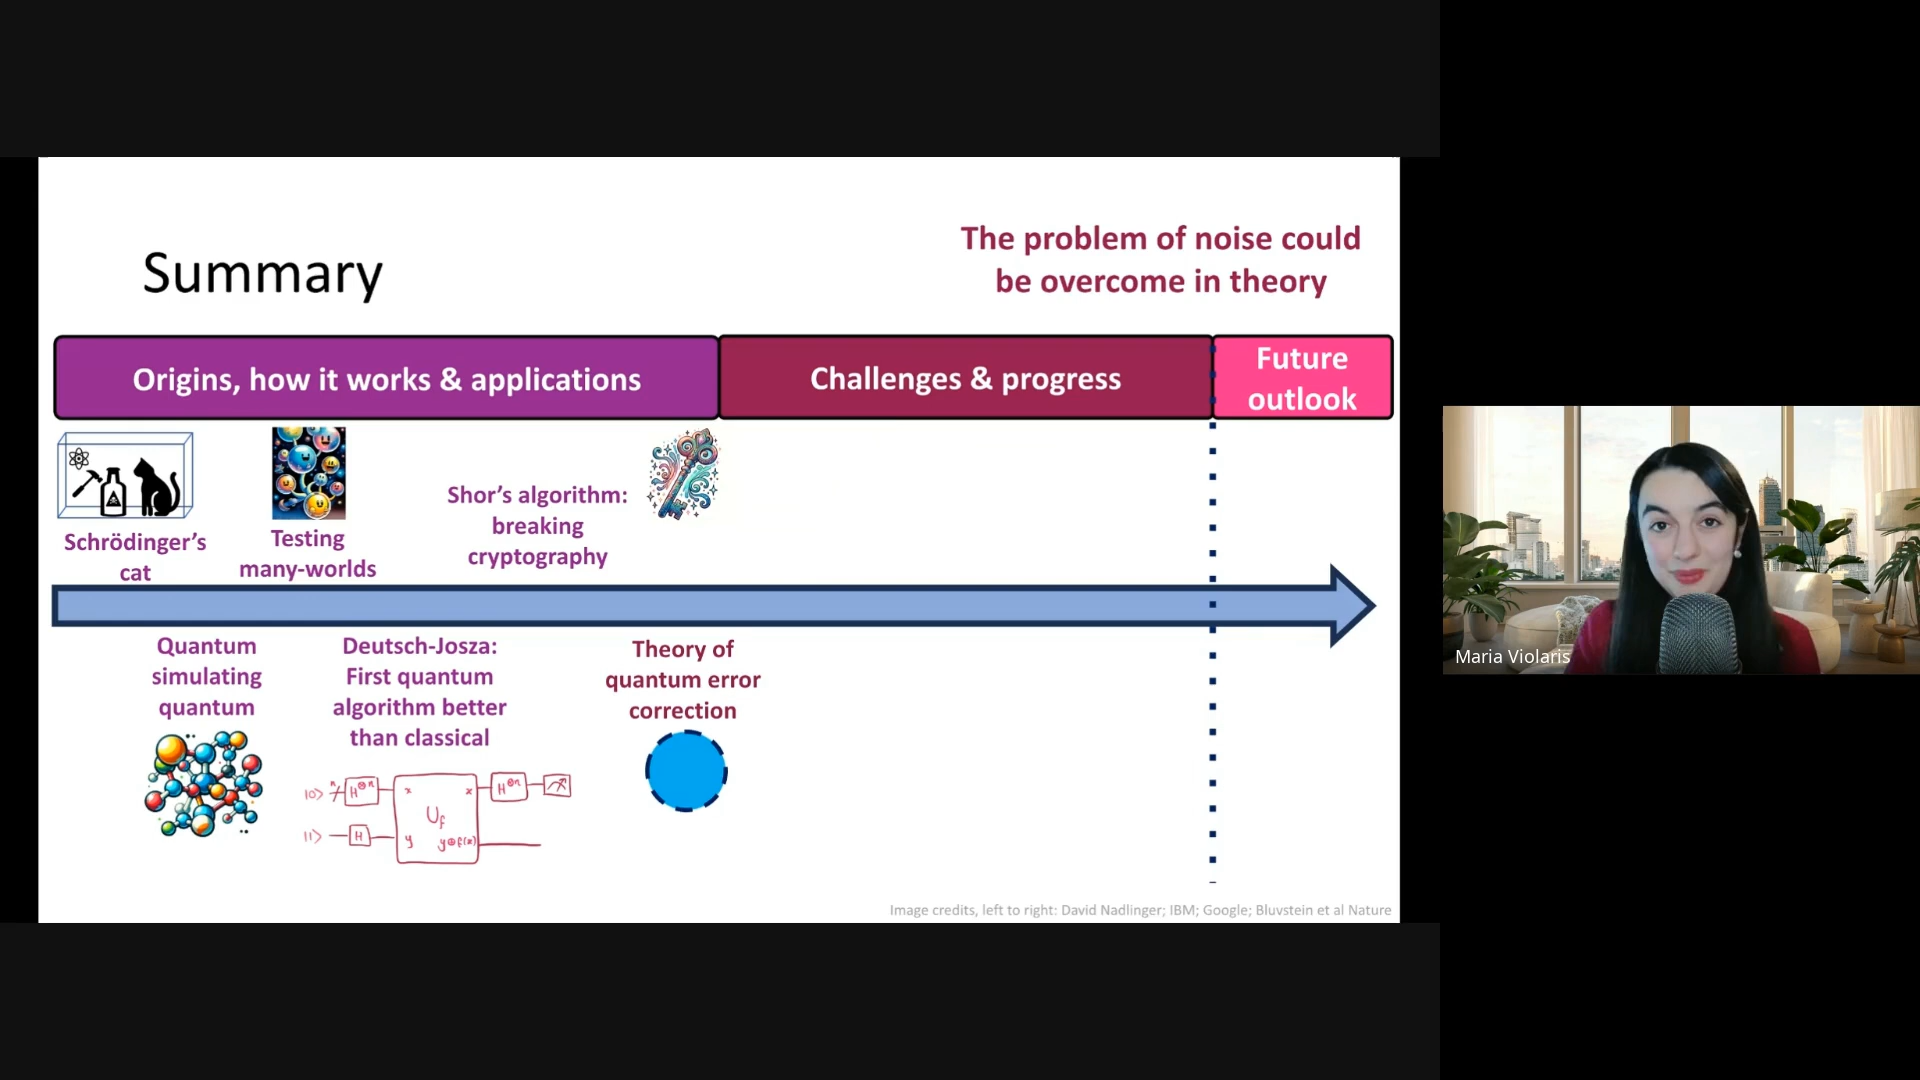 Summary
The problem of noise could
be overcome in theory
Origins, how it works & applications
Challenges & progress
Future
outlook
Schrödinger's
cat
Testing
many-worlds
Shor's algorithm:
breaking
cryptography
Quantum
simulating
quantum
Deutsch-Josza:
First quantum
algorithm better
than classical
Theory of
quantum error
correction
|0⟩ n H⊗n x x H⊗n
U_f
|1⟩ H y y⊕f(x)
Image credits, left to right: David Nadlinger; IBM; Google; Bluvstein et al Nature
Maria Violaris